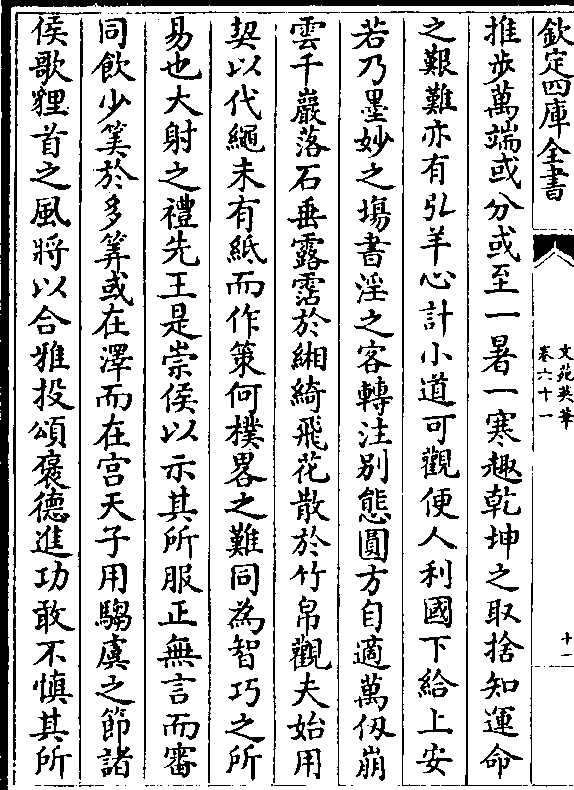 欽定四庫全書
文苑英華
卷六十一
十一
推步萬端或分或至一暑一寒趣乾坤之取捨知運命
之艱難亦有弘羊心計小道可觀便人利國下給上安
若乃墨妙之塲書淫之客轉注别態圓方自適萬仭崩
雲千巖落石垂露霑於緗綺飛花散於竹帛觀夫始用
契以代繩未有紙而作策何樸畧之難同為智巧之所
易也大射之禮先王是崇侯以示其所服正無言而審
同飲少筭於多筭或在澤而在宫天子用騶虞之節諸
侯歌貍首之風將以合雅投頌褒德進功敢不慎其所